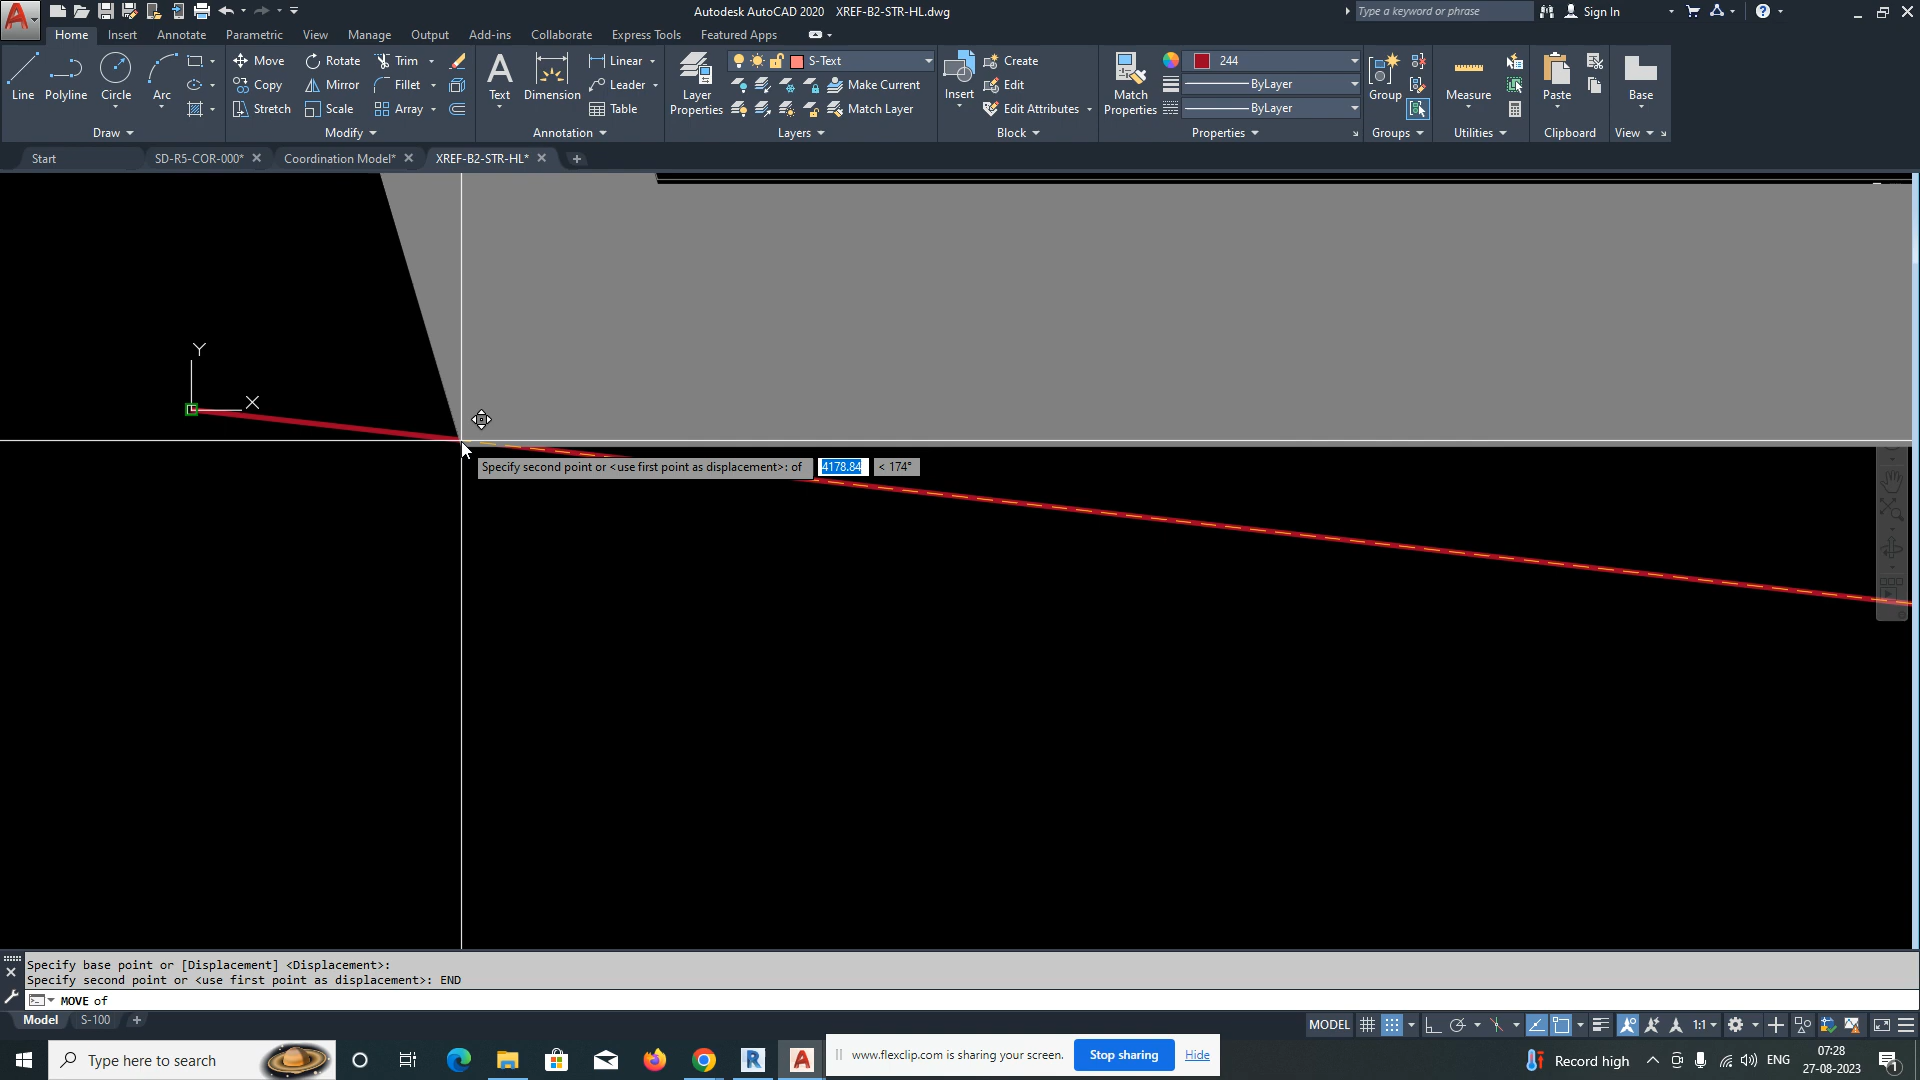 Autodesk AutoCAD 2020 XREF-B2-STR-HL.dwg
Type a keyword or phrase
Sign In
Home Insert Annotate Parametric View Manage Output Add-ins Collaborate Express Tools Featured Apps
Line Polyline Circle Arc
Draw
Move Rotate Trim
Copy Mirror Fillet
Stretch Scale Array
Modify
Text Dimension
Linear
Leader
Table
Annotation
Layer Properties
S-Text
Make Current
Match Layer
Layers
Insert
Create
Edit
Edit Attributes
Block
Match Properties
244
ByLayer
ByLayer
Properties
Group
Groups
Measure
Utilities
Paste
Clipboard
Base
View
Start SD-R5-COR-000* Coordination Model* XREF-B2-STR-HL*
Y
X
Specify second point or <use first point as displacement>: of 4178.84 < 174°
Specify base point or [Displacement] <Displacement>:
Specify second point or <use first point as displacement>: END
MOVE of
Model S-100
MODEL 1:1
Type here to search
www.flexclip.com is sharing your screen. Stop sharing Hide
Record high
ENG
07:28
27-08-2023
1